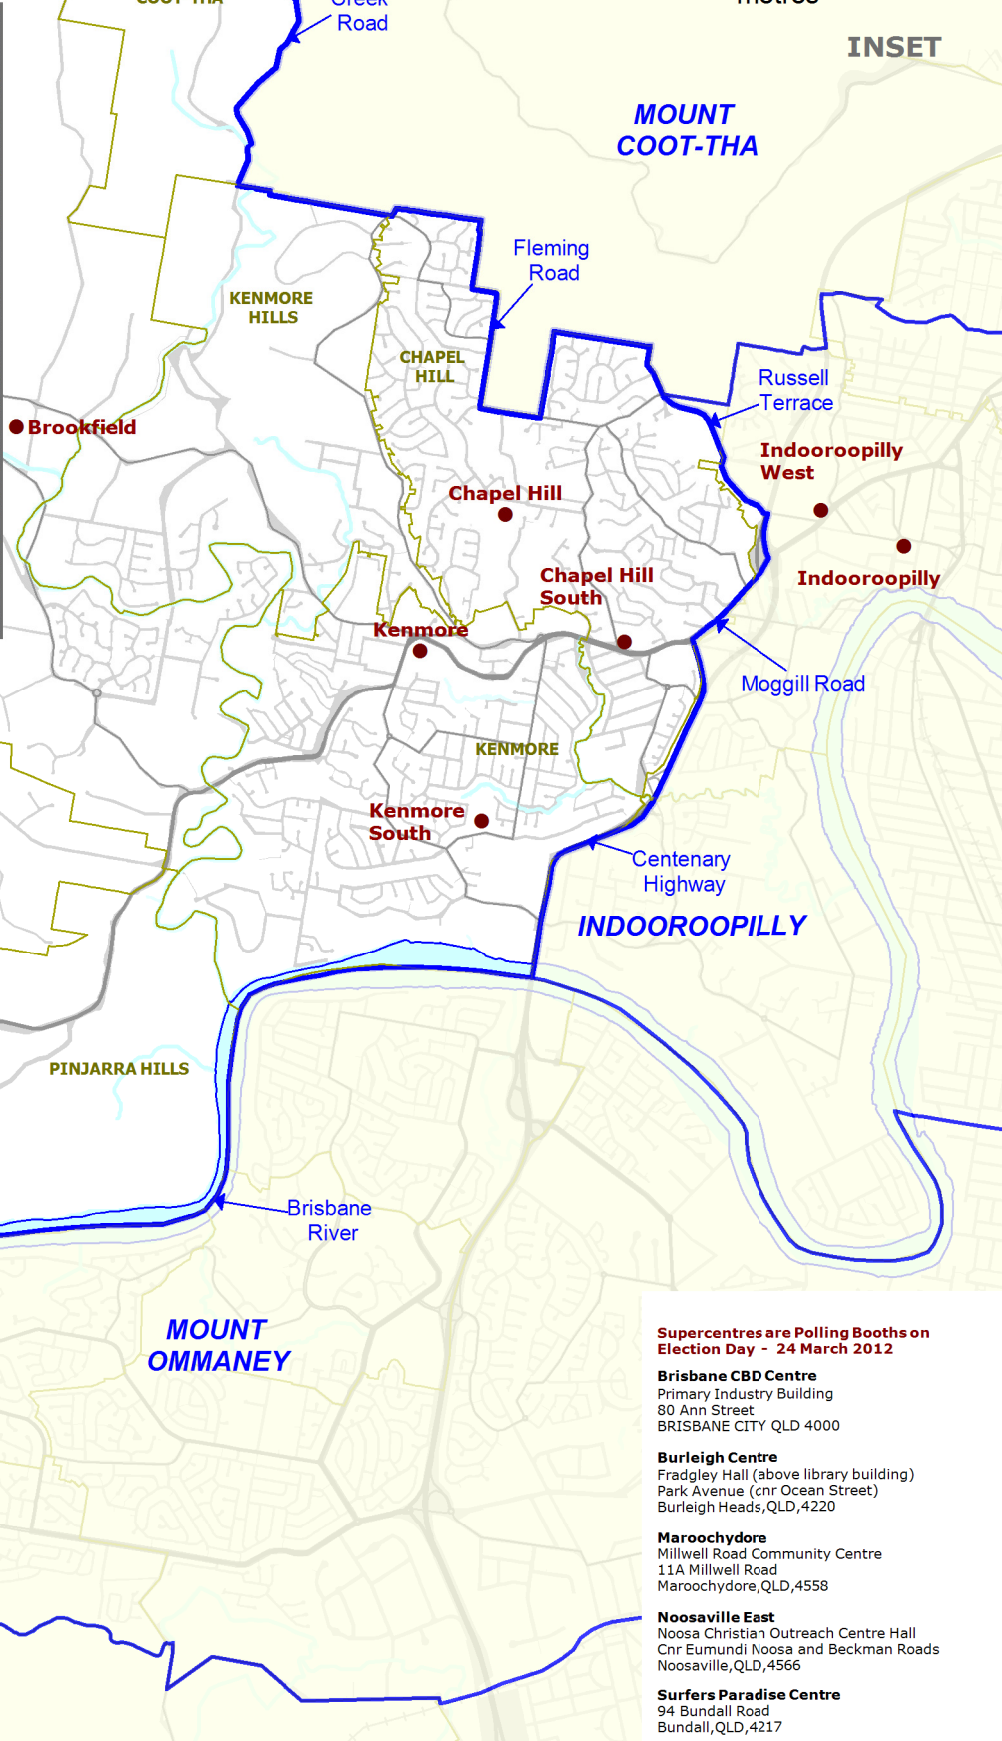 COOT-THA
Creek
Road
metres
INSET
MOUNT
COOT-THA
Fleming
Road
KENMORE
HILLS
CHAPEL
HILL
Russell
Terrace
Brookfield
Indooroopilly
West
Chapel Hill
Indooroopilly
Chapel Hill
South
Kenmore
Moggill Road
KENMORE
Kenmore
South
Centenary
Highway
INDOOROOPILLY
PINJARRA HILLS
Brisbane
River
MOUNT
OMMANEY
Supercentres are Polling Booths on
Election Day - 24 March 2012
Brisbane CBD Centre
Primary Industry Building
80 Ann Street
BRISBANE CITY QLD 4000
Burleigh Centre
Fradgley Hall (above library building)
Park Avenue (cnr Ocean Street)
Burleigh Heads,QLD,4220
Maroochydore
Millwell Road Community Centre
11A Millwell Road
Maroochydore,QLD,4558
Noosaville East
Noosa Christian Outreach Centre Hall
Cnr Eumundi Noosa and Beckman Roads
Noosaville,QLD,4566
Surfers Paradise Centre
94 Bundall Road
Bundall,QLD,4217